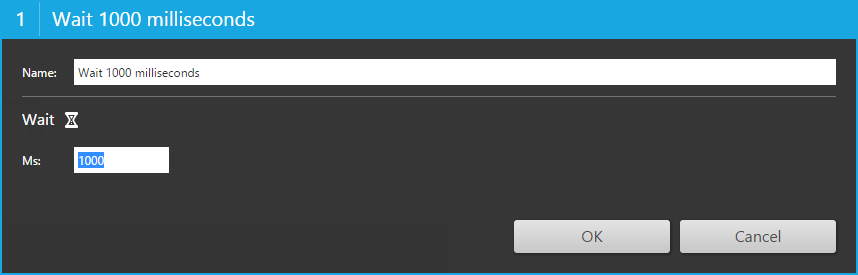 1 Wait 1000 milliseconds
Name: Wait 1000 milliseconds
Wait
Ms: 1000
OK Cancel